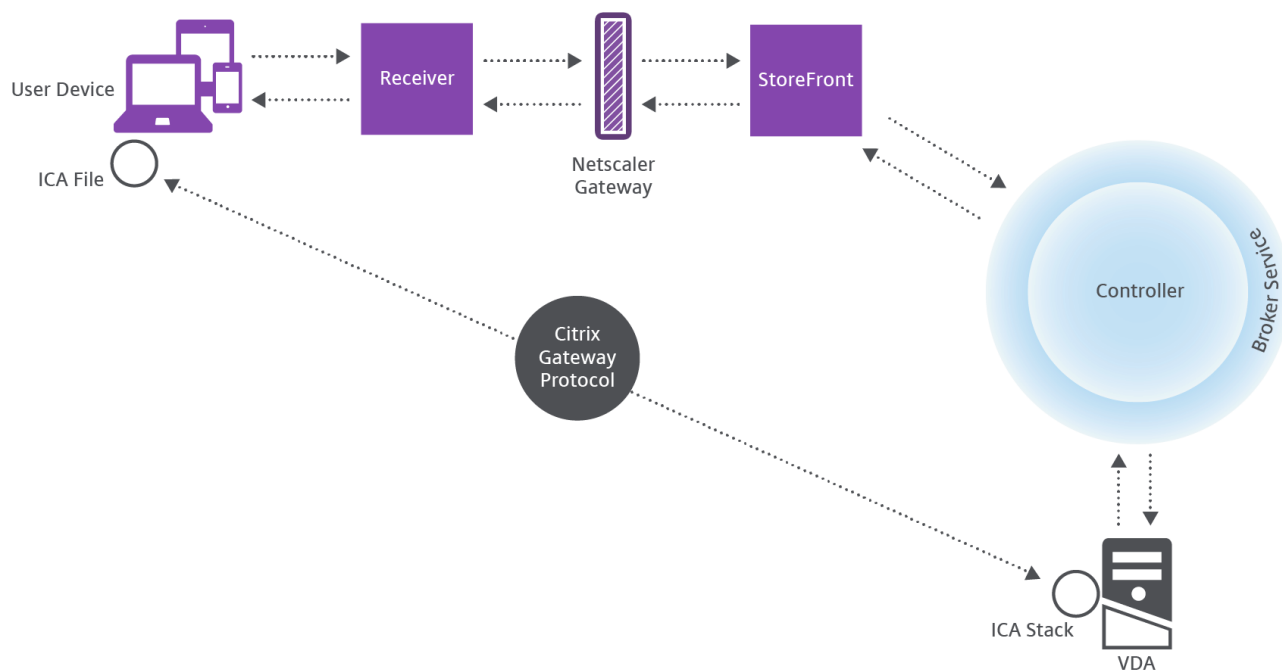 User Device
Receiver
StoreFront
Netscaler
Gateway
ICA File
Controller
Broker Service
Citrix
Gateway
Protocol
ICA Stack
VDA